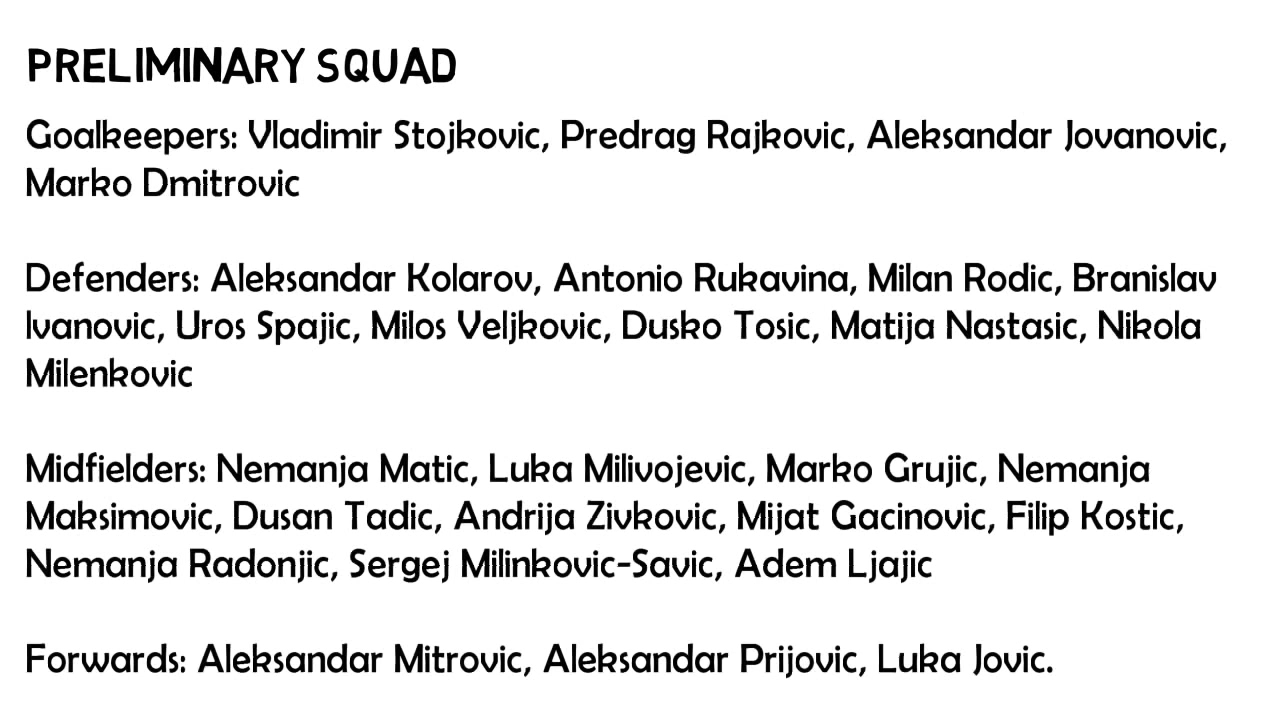 PRELIMINARY SQUAD
Goalkeepers: Vladimir Stojkovic, Predrag Rajkovic, Aleksandar Jovanovic,
Marko Dmitrovic
Defenders: Aleksandar Kolarov, Antonio Rukavina, Milan Rodic, Branislav
Ivanovic, Uros Spajic, Milos Veljkovic, Dusko Tosic, Matija Nastasic, Nikola
Milenkovic
Midfielders: Nemanja Matic, Luka Milivojevic, Marko Grujic, Nemanja
Maksimovic, Dusan Tadic, Andrija Zivkovic, Mijat Gacinovic, Filip Kostic,
Nemanja Radonjic, Sergej Milinkovic-Savic, Adem Ljajic
Forwards: Aleksandar Mitrovic, Aleksandar Prijovic, Luka Jovic.